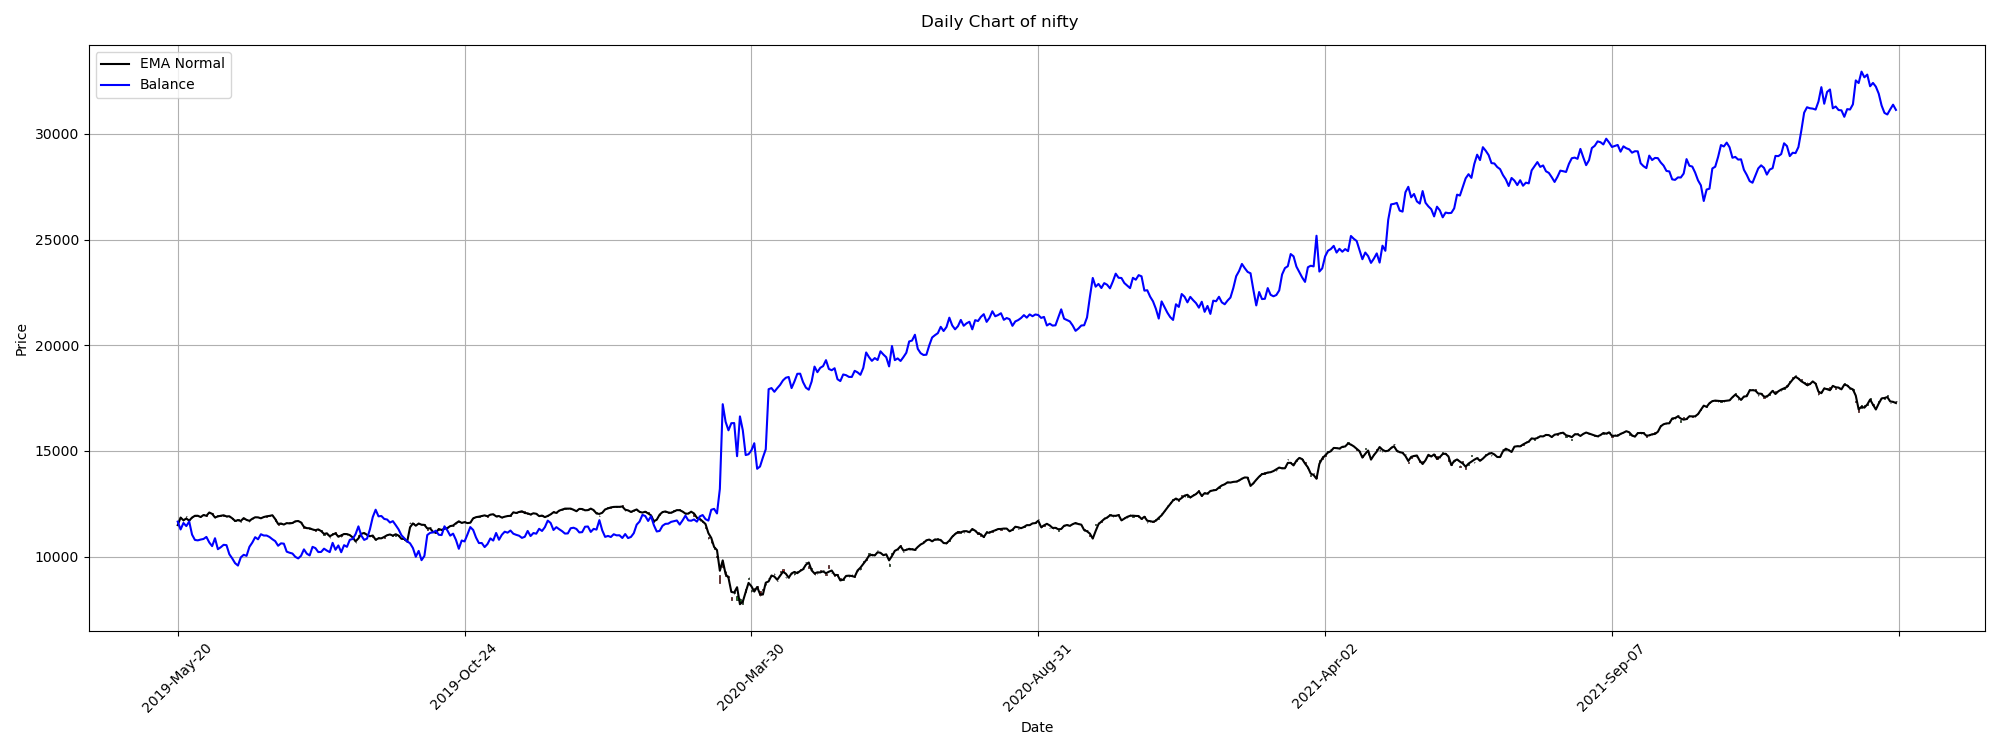 Daily Chart of nifty
EMA Normal
Balance
30000
25000
20000
15000
10000
Price
2019-May-20
2019-Oct-24
2020-Mar-30
2020-Aug-31
2021-Apr-02
2021-Sep-07
Date